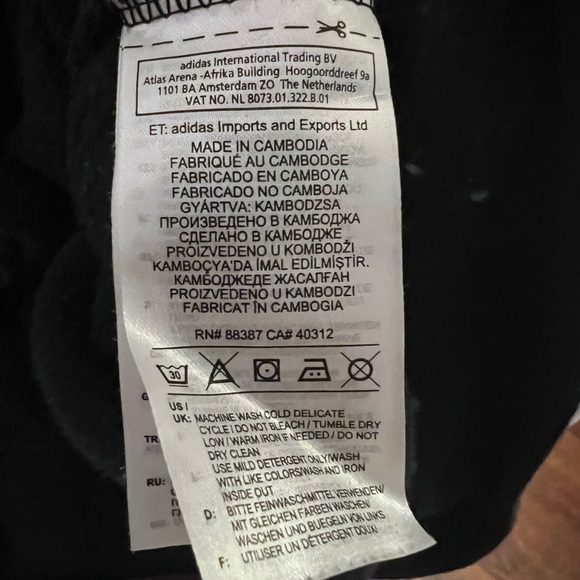 adidas International Trading BV
Atlas Arena -Afrika Building Hoogoorddreef 9a
1101 BA Amsterdam ZO The Netherlands
VAT NO. NL 8073.01.322.B.01
ET: adidas Imports and Exports Ltd
MADE IN CAMBODIA
FABRIQUÉ AU CAMBODGE
FABRICADO EN CAMBOYA
FABRICADO NO CAMBOJA
GYÁRTVA: KAMBODZSA
ПРОИЗВЕДЕНО В КАМБОДЖА
СДЕЛАНО В КАМБОДЖЕ
PROIZVEDENO U KOMBODŽI
KAMBOÇYA'DA İMAL EDİLMİŞTİR.
КАМБОДЖЕДЕ ЖАСАЛҒАН
PROIZVEDENO U KAMBODZI
FABRICAT ÎN CAMBOGIA
RN# 88387 CA# 40312
30
US /
UK: MACHINE WASH COLD DELICATE
CYCLE / DO NOT BLEACH / TUMBLE DRY
LOW / WARM IRON IF NEEDED / DO NOT
DRY CLEAN
USE MILD DETERGENT ONLY/WASH
WITH LIKE COLORS/WASH AND IRON
INSIDE OUT
D: BITTE FEINWASCHMITTEL VERWENDEN/
MIT GLEICHEN FARBEN WASCHEN/
WASCHEN UND BUEGELN VON LINKS
F: UTILISER UN DÉTERGENT DOUX/
TR:
RU: